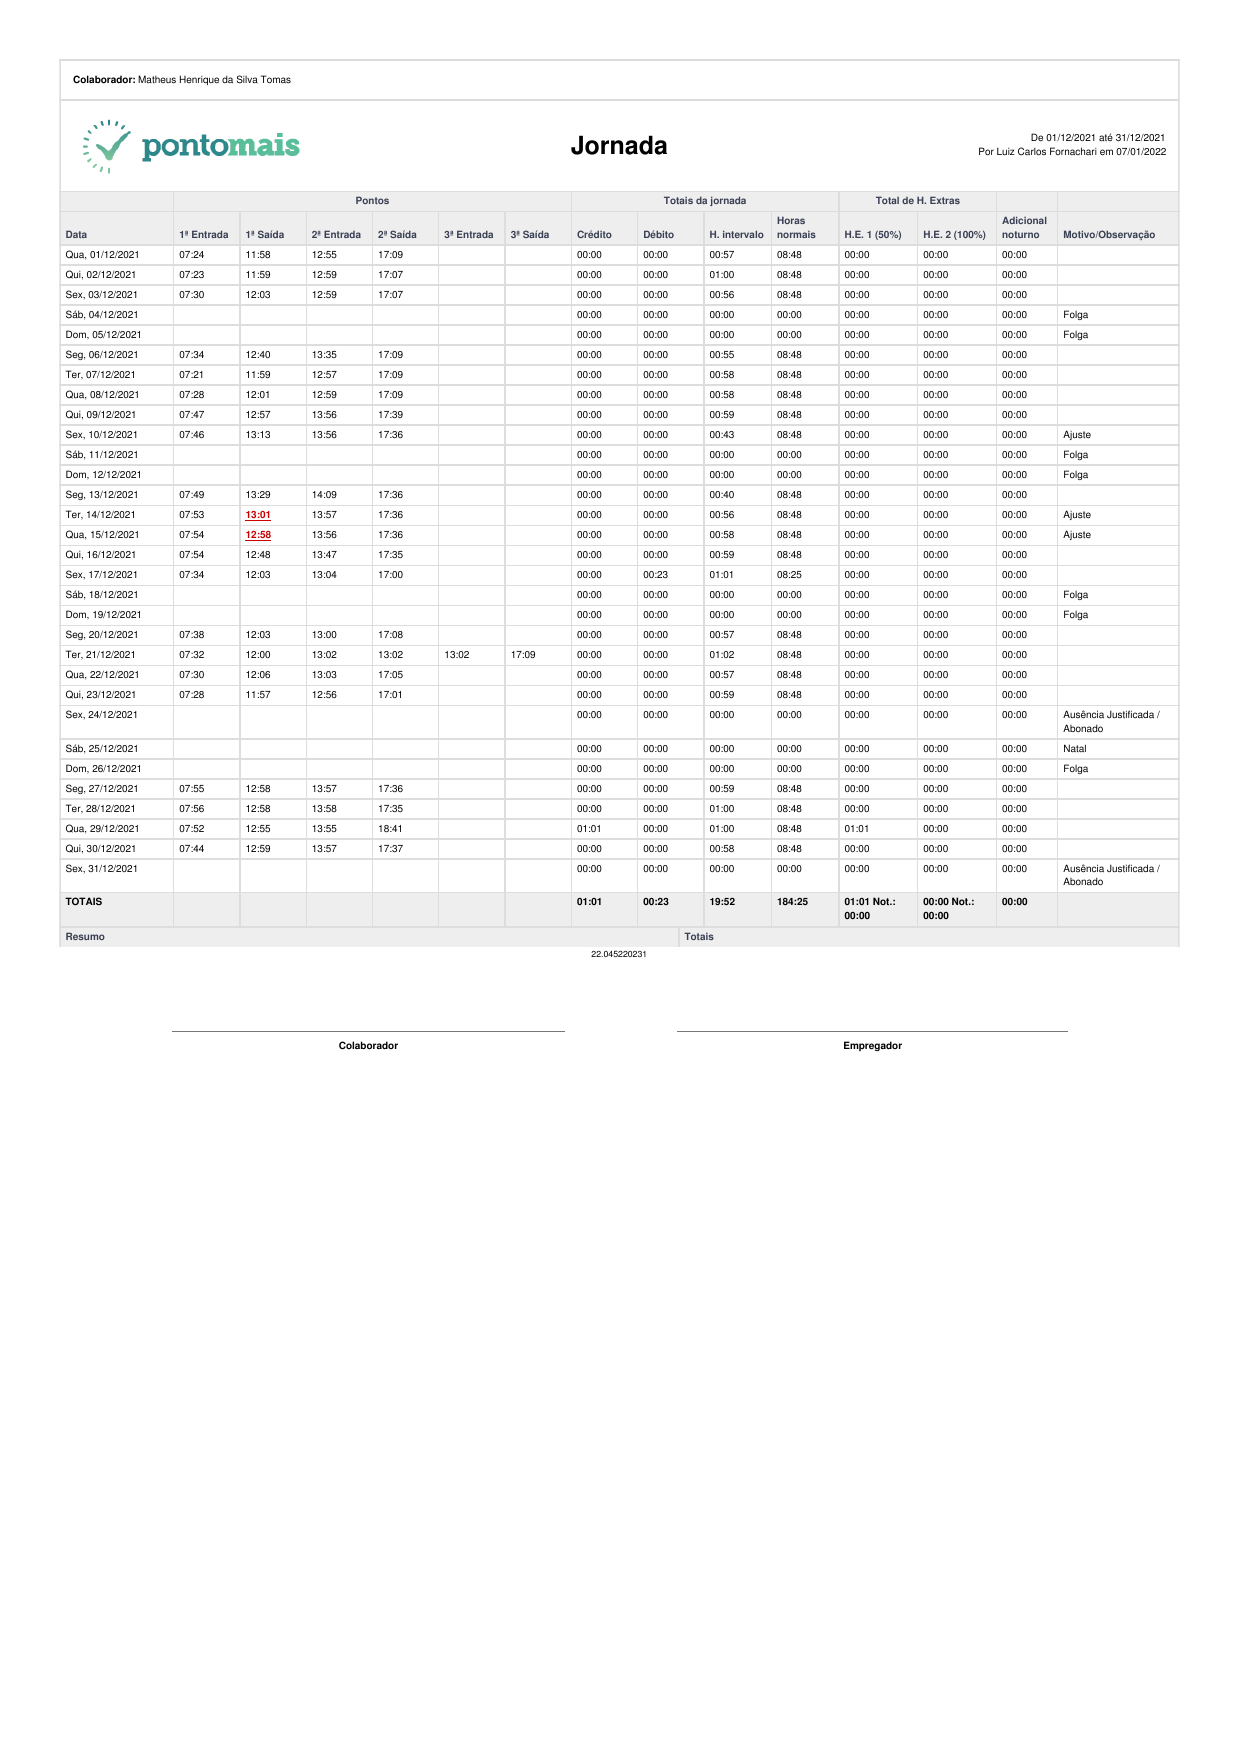 Colaborador: Matheus Henrique da Silva Tomas
pontomais
Jornada
De 01/12/2021 até 31/12/2021
Por Luiz Carlos Fornachari em 07/01/2022
Pontos Totais da jornada Total de H. Extras
Data 1ª Entrada 1ª Saída 2ª Entrada 2ª Saída 3ª Entrada 3ª Saída Crédito Débito H. intervalo Horas normais H.E. 1 (50%) H.E. 2 (100%) Adicional noturno Motivo/Observação
Qua, 01/12/2021 07:24 11:58 12:55 17:09 00:00 00:00 00:57 08:48 00:00 00:00 00:00
Qui, 02/12/2021 07:23 11:59 12:59 17:07 00:00 00:00 01:00 08:48 00:00 00:00 00:00
Sex, 03/12/2021 07:30 12:03 12:59 17:07 00:00 00:00 00:56 08:48 00:00 00:00 00:00
Sáb, 04/12/2021 00:00 00:00 00:00 00:00 00:00 00:00 00:00 Folga
Dom, 05/12/2021 00:00 00:00 00:00 00:00 00:00 00:00 00:00 Folga
Seg, 06/12/2021 07:34 12:40 13:35 17:09 00:00 00:00 00:55 08:48 00:00 00:00 00:00
Ter, 07/12/2021 07:21 11:59 12:57 17:09 00:00 00:00 00:58 08:48 00:00 00:00 00:00
Qua, 08/12/2021 07:28 12:01 12:59 17:09 00:00 00:00 00:58 08:48 00:00 00:00 00:00
Qui, 09/12/2021 07:47 12:57 13:56 17:39 00:00 00:00 00:59 08:48 00:00 00:00 00:00
Sex, 10/12/2021 07:46 13:13 13:56 17:36 00:00 00:00 00:43 08:48 00:00 00:00 00:00 Ajuste
Sáb, 11/12/2021 00:00 00:00 00:00 00:00 00:00 00:00 00:00 Folga
Dom, 12/12/2021 00:00 00:00 00:00 00:00 00:00 00:00 00:00 Folga
Seg, 13/12/2021 07:49 13:29 14:09 17:36 00:00 00:00 00:40 08:48 00:00 00:00 00:00
Ter, 14/12/2021 07:53 13:01 13:57 17:36 00:00 00:00 00:56 08:48 00:00 00:00 00:00 Ajuste
Qua, 15/12/2021 07:54 12:58 13:56 17:36 00:00 00:00 00:58 08:48 00:00 00:00 00:00 Ajuste
Qui, 16/12/2021 07:54 12:48 13:47 17:35 00:00 00:00 00:59 08:48 00:00 00:00 00:00
Sex, 17/12/2021 07:34 12:03 13:04 17:00 00:00 00:23 01:01 08:25 00:00 00:00 00:00
Sáb, 18/12/2021 00:00 00:00 00:00 00:00 00:00 00:00 00:00 Folga
Dom, 19/12/2021 00:00 00:00 00:00 00:00 00:00 00:00 00:00 Folga
Seg, 20/12/2021 07:38 12:03 13:00 17:08 00:00 00:00 00:57 08:48 00:00 00:00 00:00
Ter, 21/12/2021 07:32 12:00 13:02 13:02 13:02 17:09 00:00 00:00 01:02 08:48 00:00 00:00 00:00
Qua, 22/12/2021 07:30 12:06 13:03 17:05 00:00 00:00 00:57 08:48 00:00 00:00 00:00
Qui, 23/12/2021 07:28 11:57 12:56 17:01 00:00 00:00 00:59 08:48 00:00 00:00 00:00
Sex, 24/12/2021 00:00 00:00 00:00 00:00 00:00 00:00 00:00 Ausência Justificada /
Abonado
Sáb, 25/12/2021 00:00 00:00 00:00 00:00 00:00 00:00 00:00 Natal
Dom, 26/12/2021 00:00 00:00 00:00 00:00 00:00 00:00 00:00 Folga
Seg, 27/12/2021 07:55 12:58 13:57 17:36 00:00 00:00 00:59 08:48 00:00 00:00 00:00
Ter, 28/12/2021 07:56 12:58 13:58 17:35 00:00 00:00 01:00 08:48 00:00 00:00 00:00
Qua, 29/12/2021 07:52 12:55 13:55 18:41 01:01 00:00 01:00 08:48 01:01 00:00 00:00
Qui, 30/12/2021 07:44 12:59 13:57 17:37 00:00 00:00 00:58 08:48 00:00 00:00 00:00
Sex, 31/12/2021 00:00 00:00 00:00 00:00 00:00 00:00 00:00 Ausência Justificada /
Abonado
TOTAIS 01:01 00:23 19:52 184:25 01:01 Not.: 00:00 Not.: 00:00
00:00 00:00
Resumo Totais
22.045220231
Colaborador Empregador